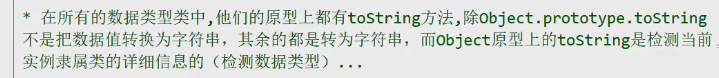 * 在所有的数据类型类中,他们的原型上都有toString方法,除Object.prototype.toString
不是把数据值转换为字符串，其余的都是转为字符串，而Object原型上的toString是检测当前
实例隶属类的详细信息的（检测数据类型）...